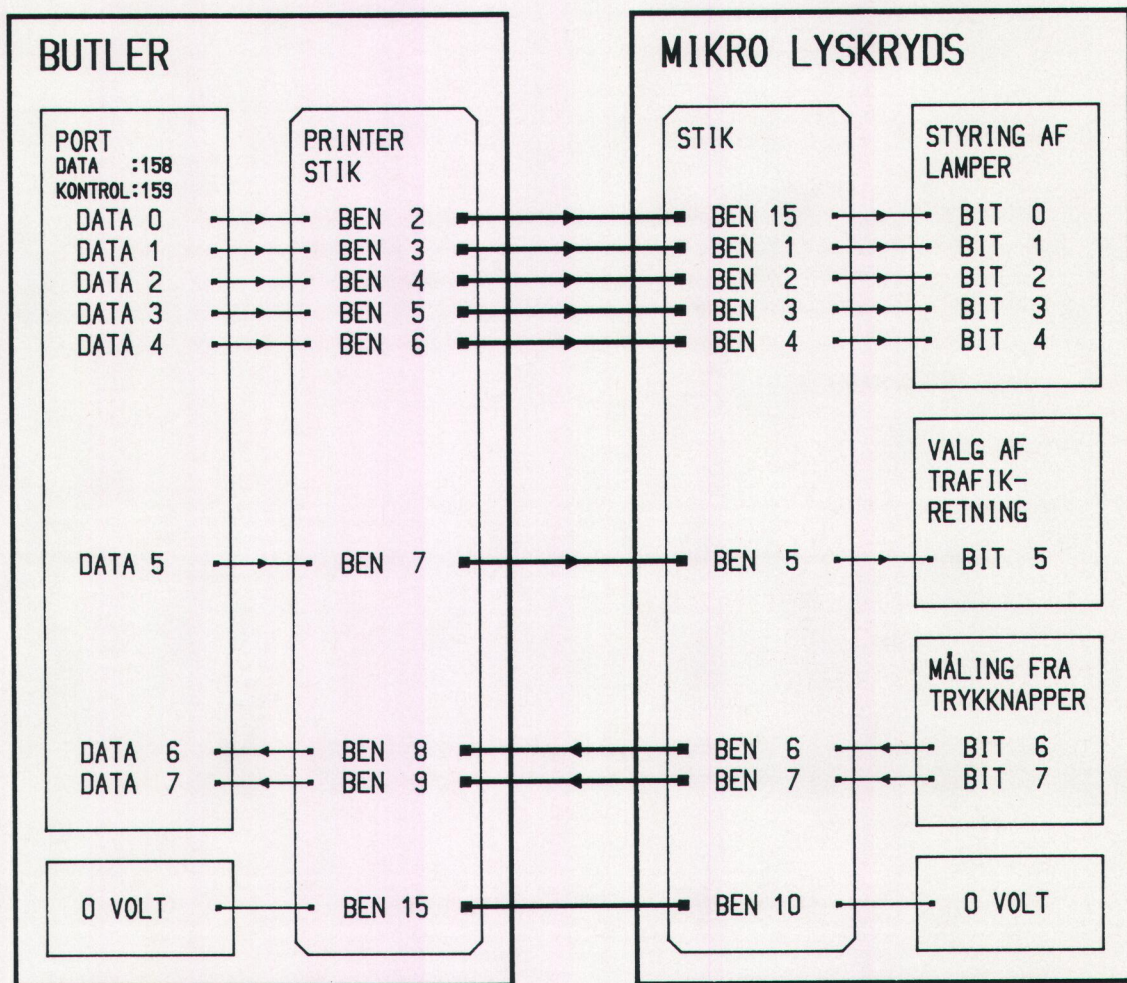 BUTLER
PORT
DATA :158
KONTROL:159
DATA 0
DATA 1
DATA 2
DATA 3
DATA 4
DATA 5
DATA 6
DATA 7
0 VOLT
PRINTER
STIK
BEN 2
BEN 3
BEN 4
BEN 5
BEN 6
BEN 7
BEN 8
BEN 9
BEN 15
MIKRO LYSKRYDS
STIK
BEN 15
BEN 1
BEN 2
BEN 3
BEN 4
BEN 5
BEN 6
BEN 7
BEN 10
STYRING AF
LAMPER
BIT 0
BIT 1
BIT 2
BIT 3
BIT 4
VALG AF
TRAFIK-
RETNING
BIT 5
MÅLING FRA
TRYKKNAPPER
BIT 6
BIT 7
0 VOLT